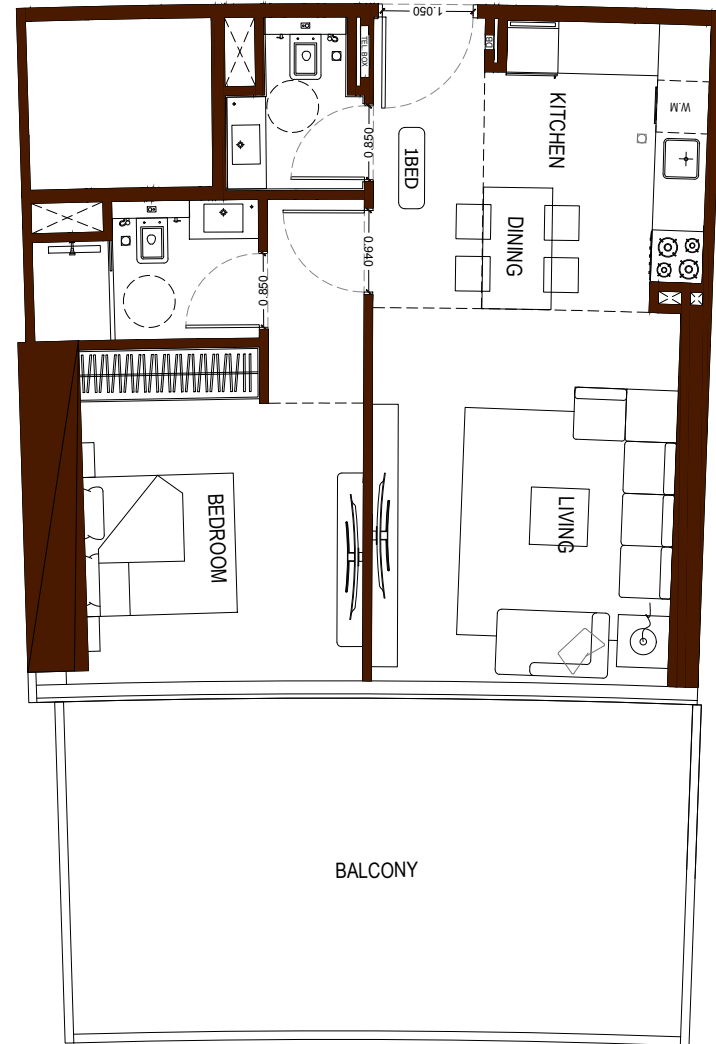 1.050
TEL. BOX
KITCHEN
W.M
0.850
1BED
DINING
0.940
0.850
BEDROOM
LIVING
BALCONY